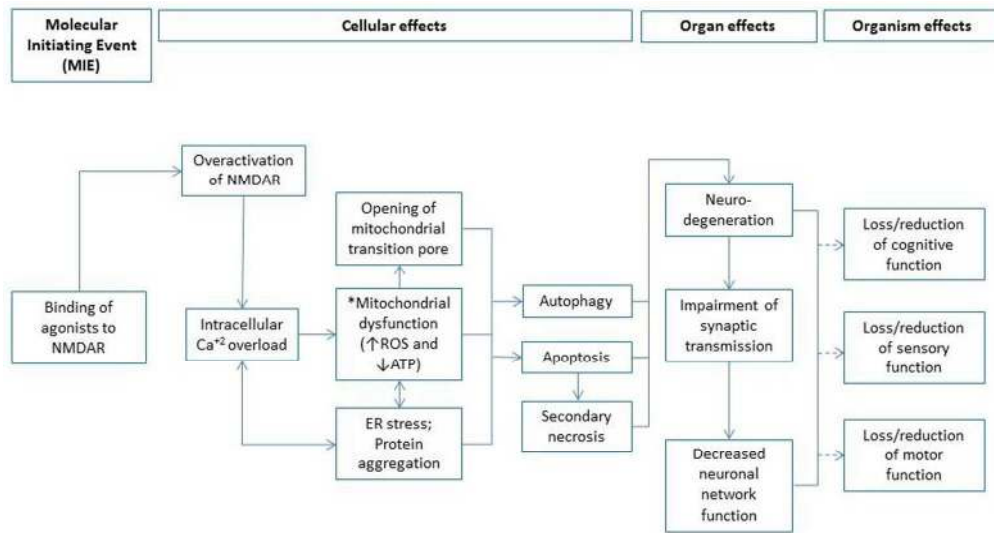 Molecular
Initiating Event
(MIE)
Cellular effects
Organ effects
Organism effects
Overactivation
of NMDAR
Binding of
agonists to
NMDAR
Intracellular
Ca⁺² overload
Opening of
mitochondrial
transition pore
*Mitochondrial
dysfunction
(↑ROS and
↓ATP)
ER stress;
Protein
aggregation
Autophagy
Apoptosis
Secondary
necrosis
Neuro-
degeneration
Impairment of
synaptic
transmission
Decreased
neuronal
network
function
Loss/reduction
of cognitive
function
Loss/reduction
of sensory
function
Loss/reduction
of motor
function